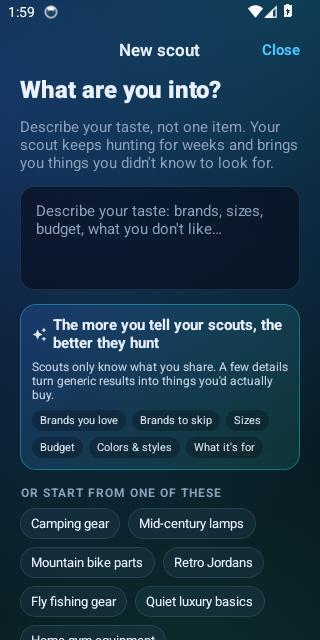 1:59
New scout
Close
What are you into?
Describe your taste, not one item. Your
scout keeps hunting for weeks and brings
you things you didn't know to look for.
Describe your taste: brands, sizes,
budget, what you don't like…
The more you tell your scouts, the
better they hunt
Scouts only know what you share. A few details
turn generic results into things you'd actually
buy.
Brands you love
Brands to skip
Sizes
Budget
Colors & styles
What it's for
OR START FROM ONE OF THESE
Camping gear
Mid-century lamps
Mountain bike parts
Retro Jordans
Fly fishing gear
Quiet luxury basics
Home gym equipment